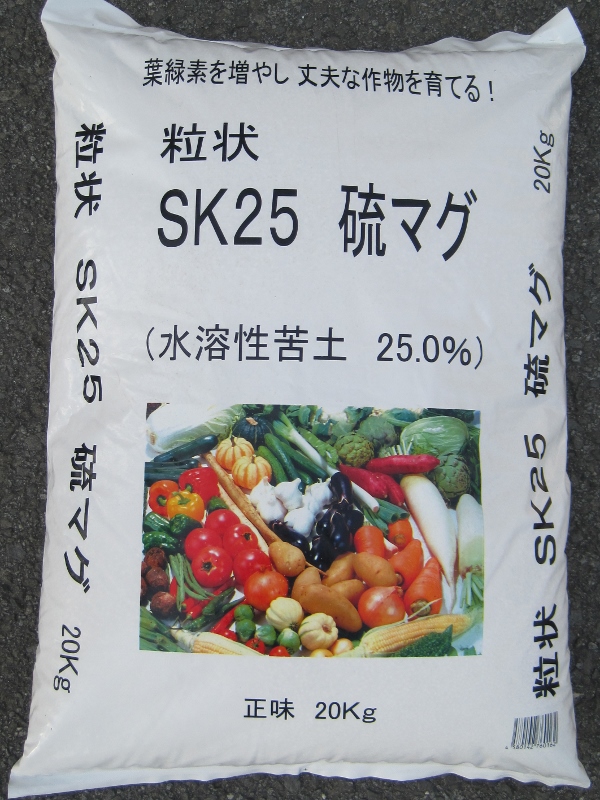 葉緑素を増やし 丈夫な作物を育てる!
粒状
SK25 硫マグ
(水溶性苦土 25.0%)
正味 20Kg
粒状 SK25 硫マグ 20Kg
粒状 SK25 硫マグ 20Kg